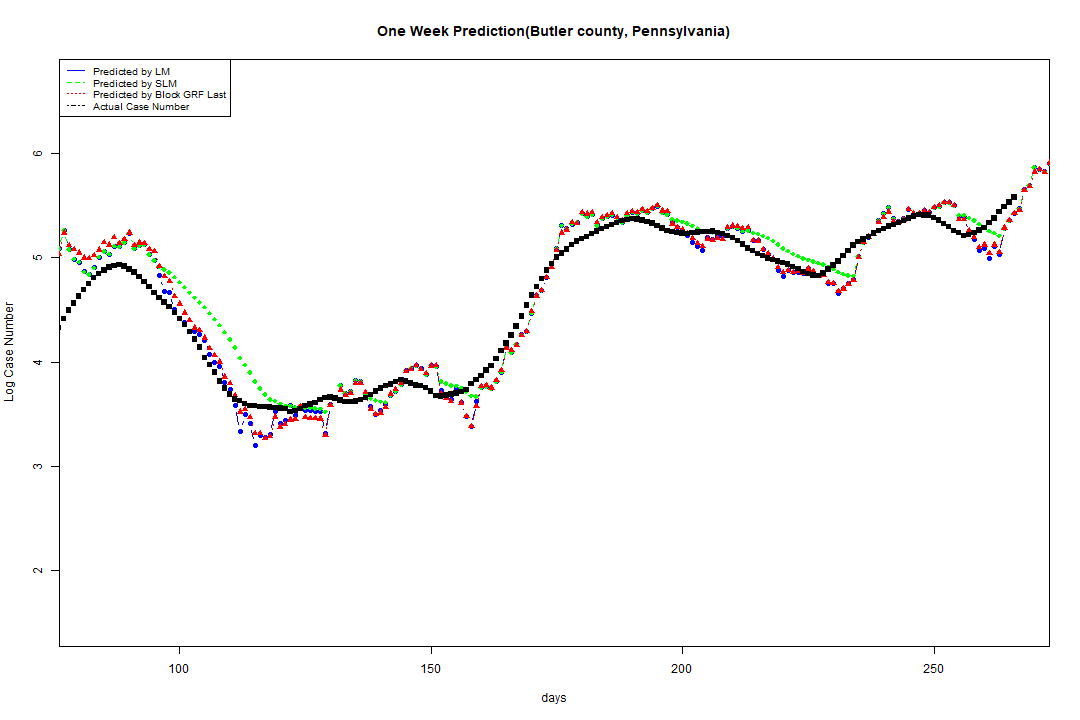 One Week Prediction(Butler county, Pennsylvania)
Predicted by LM
Predicted by SLM
Predicted by Block GRF Last
Actual Case Number
Log Case Number
6
5
4
3
2
100 150 200 250
days